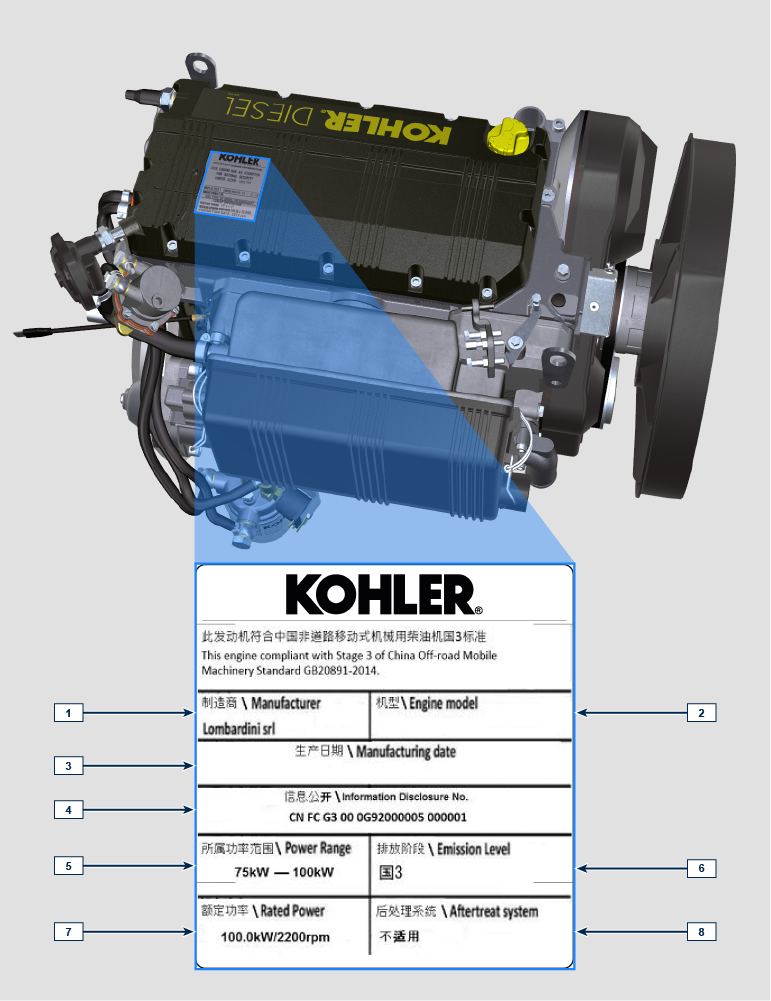 KOHLER® DIESEL
KOHLER
KOHLER®
此发动机符合中国非道路移动式机械用柴油机国3标准
This engine compliant with Stage 3 of China Off-road Mobile
Machinery Standard GB20891-2014.
1
制造商 \ Manufacturer
机型\ Engine model
2
Lombardini srl
3
生产日期 \ Manufacturing date
4
信息公开 \Information Disclosure No.
CN FC G3 00 0G92000005 000001
5
所属功率范围\ Power Range
排放阶段 \ Emission Level
6
75kW — 100kW
国3
7
额定功率 \ Rated Power
后处理系统 \ Aftertreat system
8
100.0kW/2200rpm
不适用